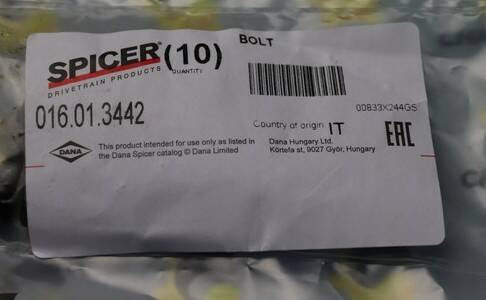 SPICER
DRIVETRAIN PRODUCTS
(10)
QUANTITY
BOLT
016.01.3442
00833X244GS
Country of origin IT
EAC
DANA
This product intended for use only as listed in
the Dana Spicer catalog © Dana Limited
Dana Hungary Ltd.
Körtefa st, 9027 Győr, Hungary